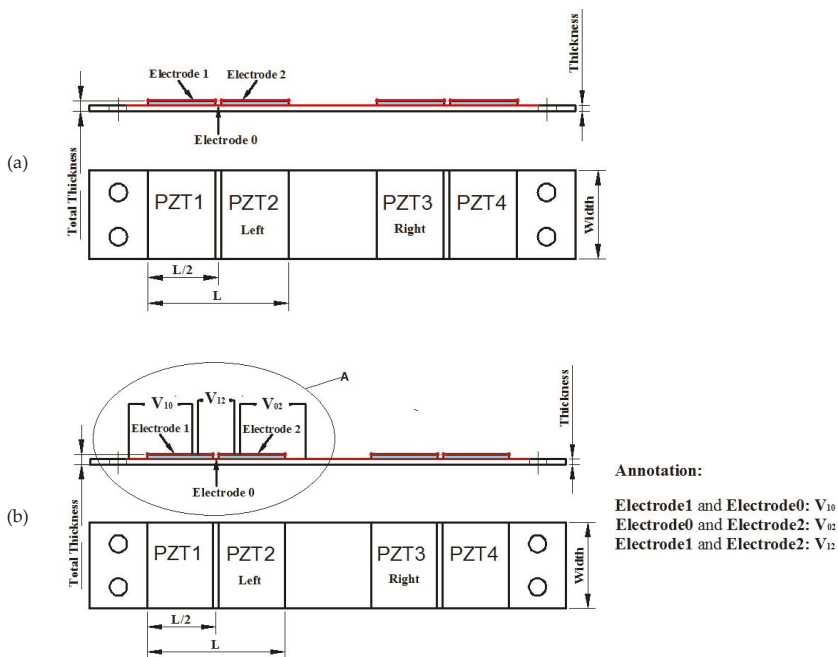 (a)
Electrode 1
Electrode 2
Electrode 0
Thickness
Total Thickness
PZT1
PZT2
PZT3
PZT4
Left
Right
Width
L/2
L
(b)
A
V10
V12
V02
Electrode 1
Electrode 2
Electrode 0
Thickness
Total Thickness
PZT1
PZT2
PZT3
PZT4
Left
Right
Width
L/2
L
Annotation:
Electrode1 and Electrode0: V10
Electrode0 and Electrode2: V02
Electrode1 and Electrode2: V12